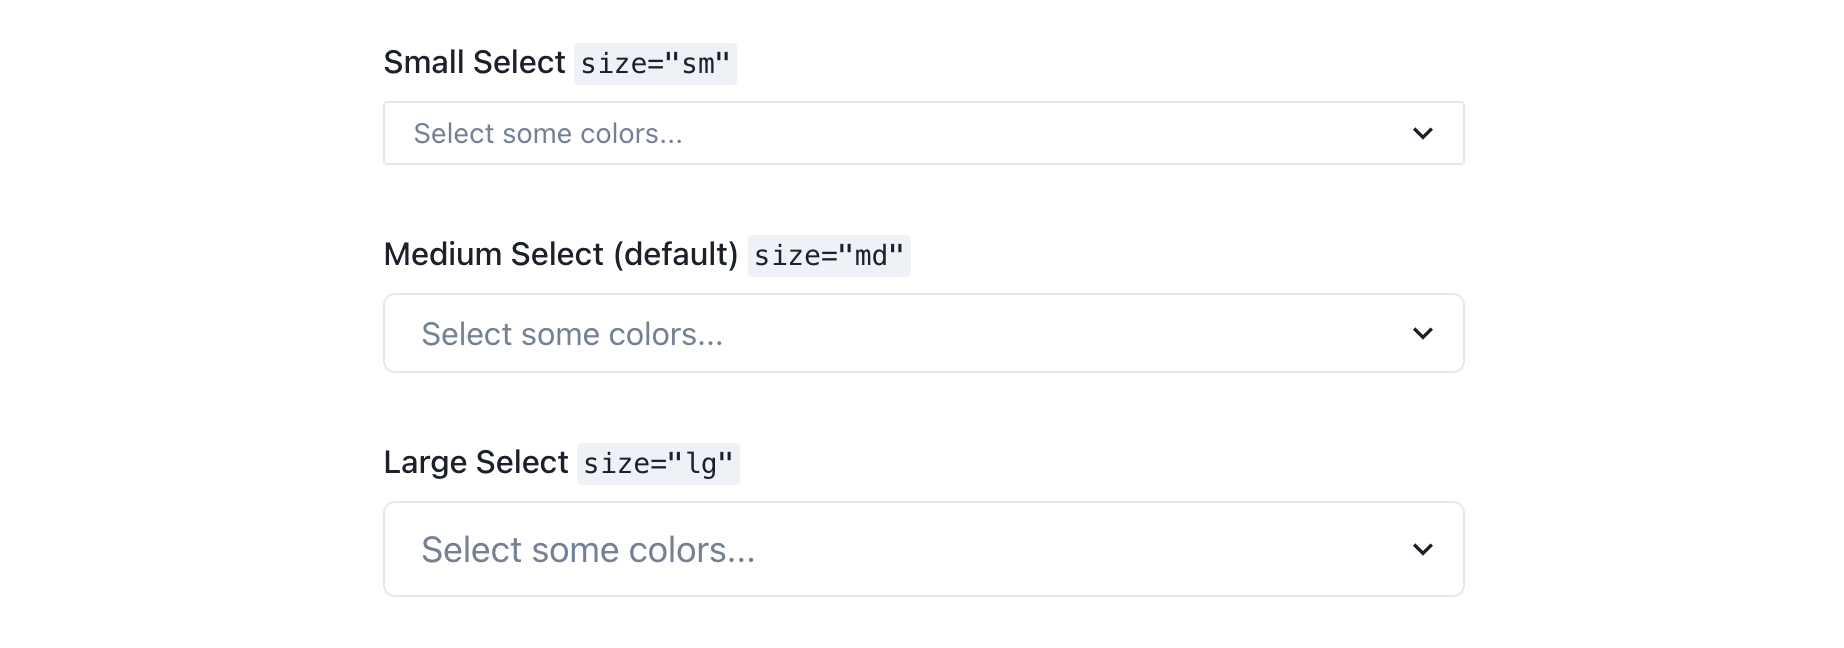 Small Select size="sm"
Select some colors...
Medium Select (default) size="md"
Select some colors...
Large Select size="lg"
Select some colors...